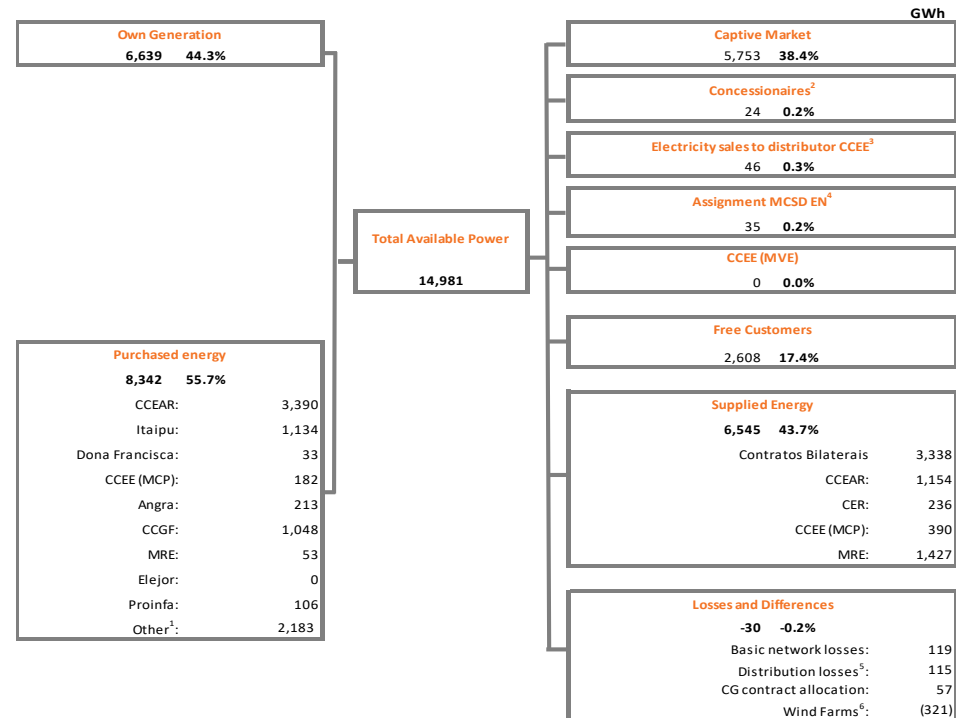 GWh
Own Generation
6,639 44.3%
Purchased energy
8,342 55.7%
CCEAR: 3,390
Itaipu: 1,134
Dona Francisca: 33
CCEE (MCP): 182
Angra: 213
CCGF: 1,048
MRE: 53
Elejor: 0
Proinfa: 106
Other¹: 2,183
Total Available Power
14,981
Captive Market
5,753 38.4%
Concessionaires²
24 0.2%
Electricity sales to distributor CCEE³
46 0.3%
Assignment MCSD EN⁴
35 0.2%
CCEE (MVE)
0 0.0%
Free Customers
2,608 17.4%
Supplied Energy
6,545 43.7%
Contratos Bilaterais 3,338
CCEAR: 1,154
CER: 236
CCEE (MCP): 390
MRE: 1,427
Losses and Differences
-30 -0.2%
Basic network losses: 119
Distribution losses⁵: 115
CG contract allocation: 57
Wind Farms⁶: (321)